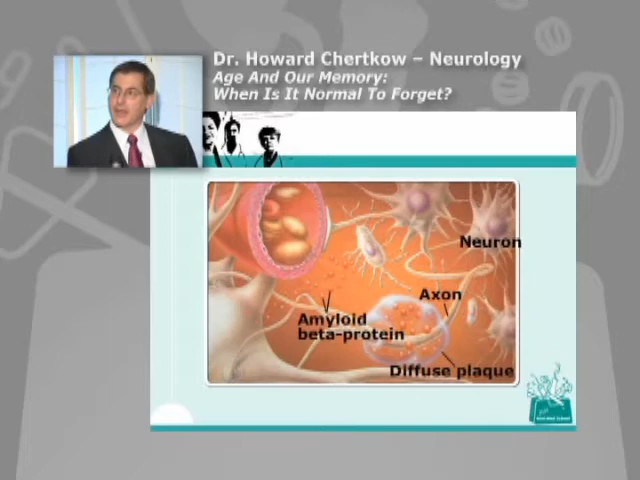 Dr. Howard Chertkow – Neurology
Age And Our Memory:
When Is It Normal To Forget?
Neuron
Axon
Amyloid
beta-protein
Diffuse plaque